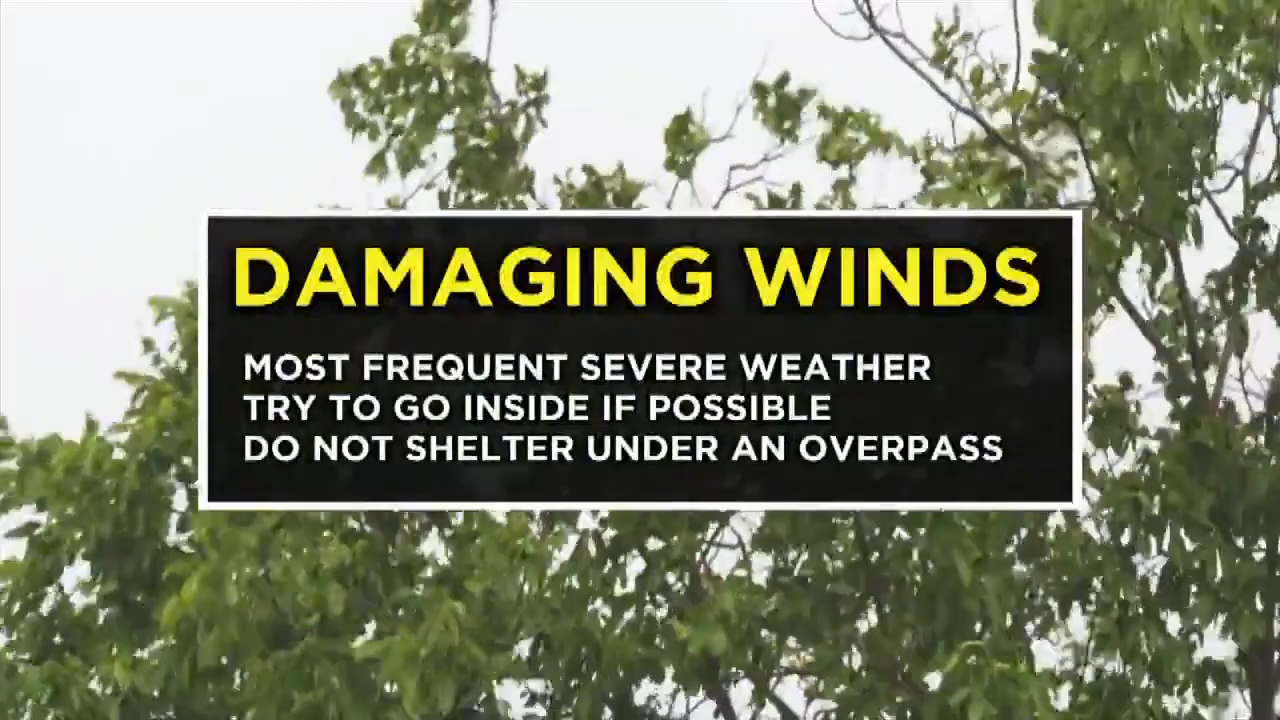 DAMAGING WINDS
MOST FREQUENT SEVERE WEATHER
TRY TO GO INSIDE IF POSSIBLE
DO NOT SHELTER UNDER AN OVERPASS